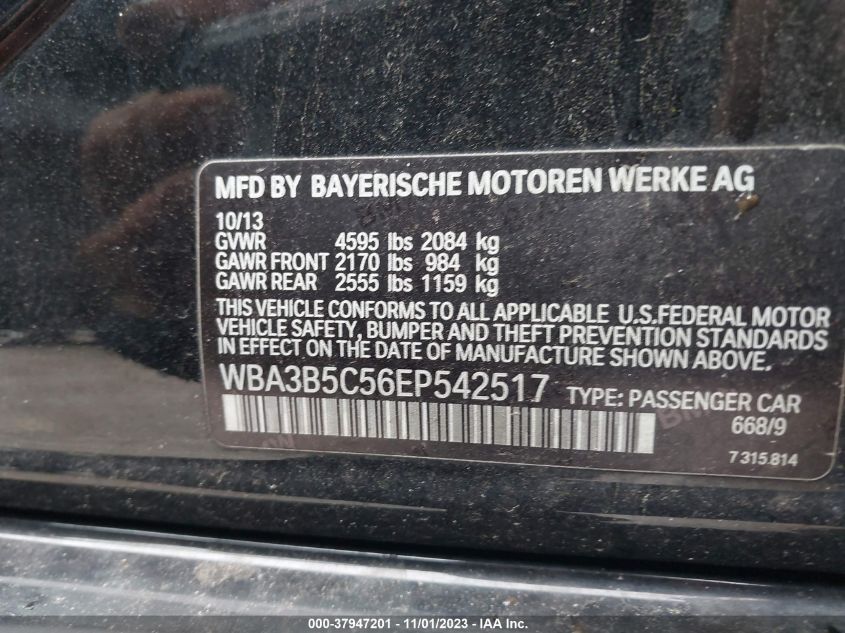 MFD BY BAYERISCHE MOTOREN WERKE AG
10/13
GVWR 4595 lbs 2084 kg
GAWR FRONT 2170 lbs 984 kg
GAWR REAR 2555 lbs 1159 kg
THIS VEHICLE CONFORMS TO ALL APPLICABLE U.S.FEDERAL MOTOR
VEHICLE SAFETY, BUMPER AND THEFT PREVENTION STANDARDS
IN EFFECT ON THE DATE OF MANUFACTURE SHOWN ABOVE.
WBA3B5C56EP542517 TYPE: PASSENGER CAR
668/9
7 315.814
000-37947201 - 11/01/2023 - IAA Inc.